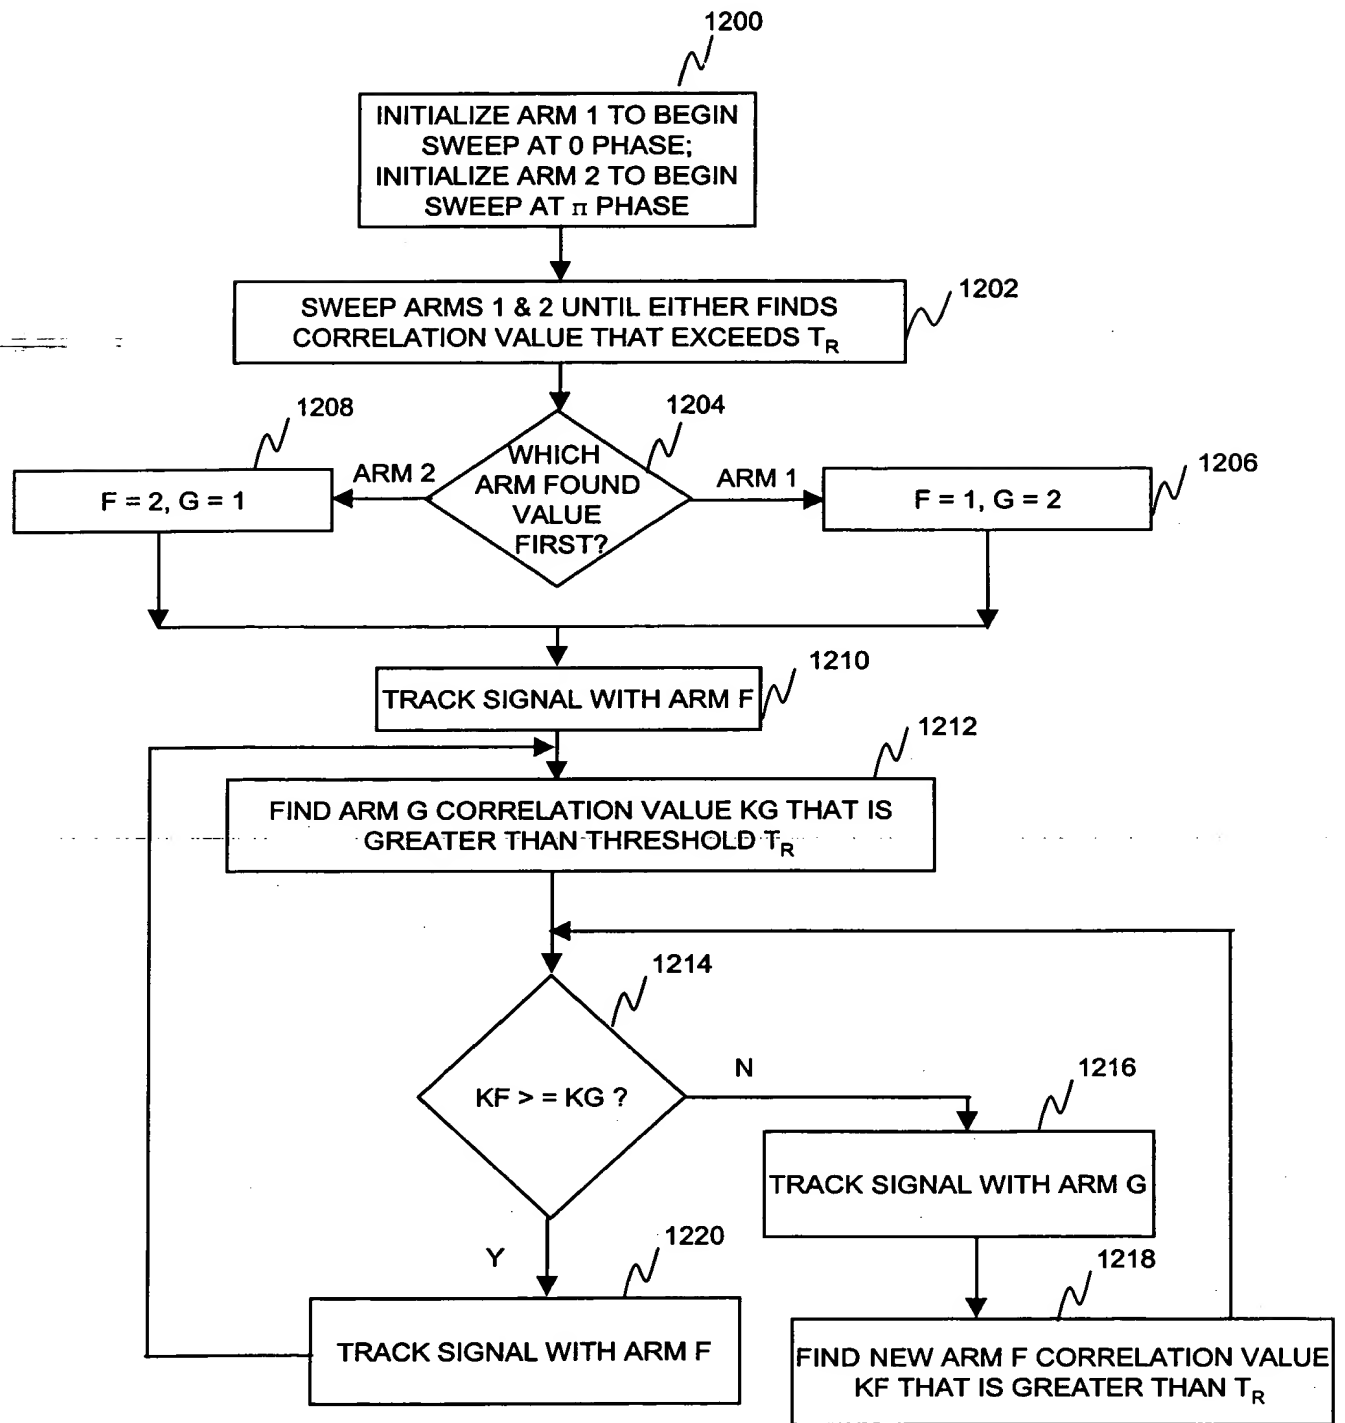 1200
INITIALIZE ARM 1 TO BEGIN
SWEEP AT 0 PHASE;
INITIALIZE ARM 2 TO BEGIN
SWEEP AT π PHASE
1202
SWEEP ARMS 1 & 2 UNTIL EITHER FINDS
CORRELATION VALUE THAT EXCEEDS TR
1204
WHICH
ARM FOUND
VALUE
FIRST?
ARM 2
ARM 1
1208
F = 2, G = 1
1206
F = 1, G = 2
1210
TRACK SIGNAL WITH ARM F
1212
FIND ARM G CORRELATION VALUE KG THAT IS
GREATER THAN THRESHOLD TR
1214
KF > = KG ?
N
1216
TRACK SIGNAL WITH ARM G
Y
1220
TRACK SIGNAL WITH ARM F
1218
FIND NEW ARM F CORRELATION VALUE
KF THAT IS GREATER THAN TR